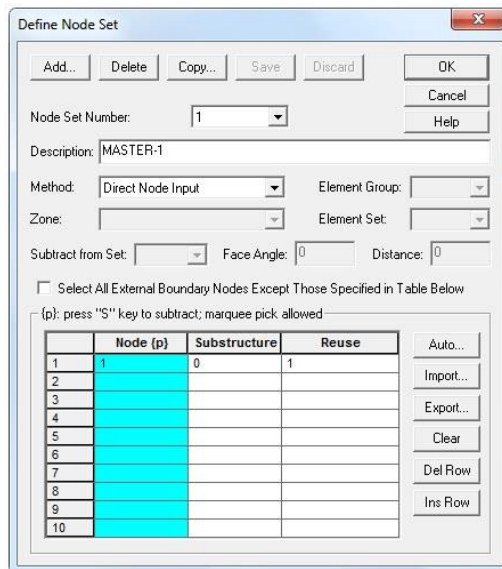 Define Node Set
Add... Delete Copy... Save Discard OK
Cancel
Node Set Number: 1 Help
Description: MASTER-1
Method: Direct Node Input Element Group:
Zone: Element Set:
Subtract from Set: Face Angle: 0 Distance: 0
Select All External Boundary Nodes Except Those Specified in Table Below
{p}: press "S" key to subtract; marquee pick allowed
Node {p} Substructure Reuse Auto...
1 1 0 1
2 Import...
3
4 Export...
5
6 Clear
7 Del Row
8
9 Ins Row
10